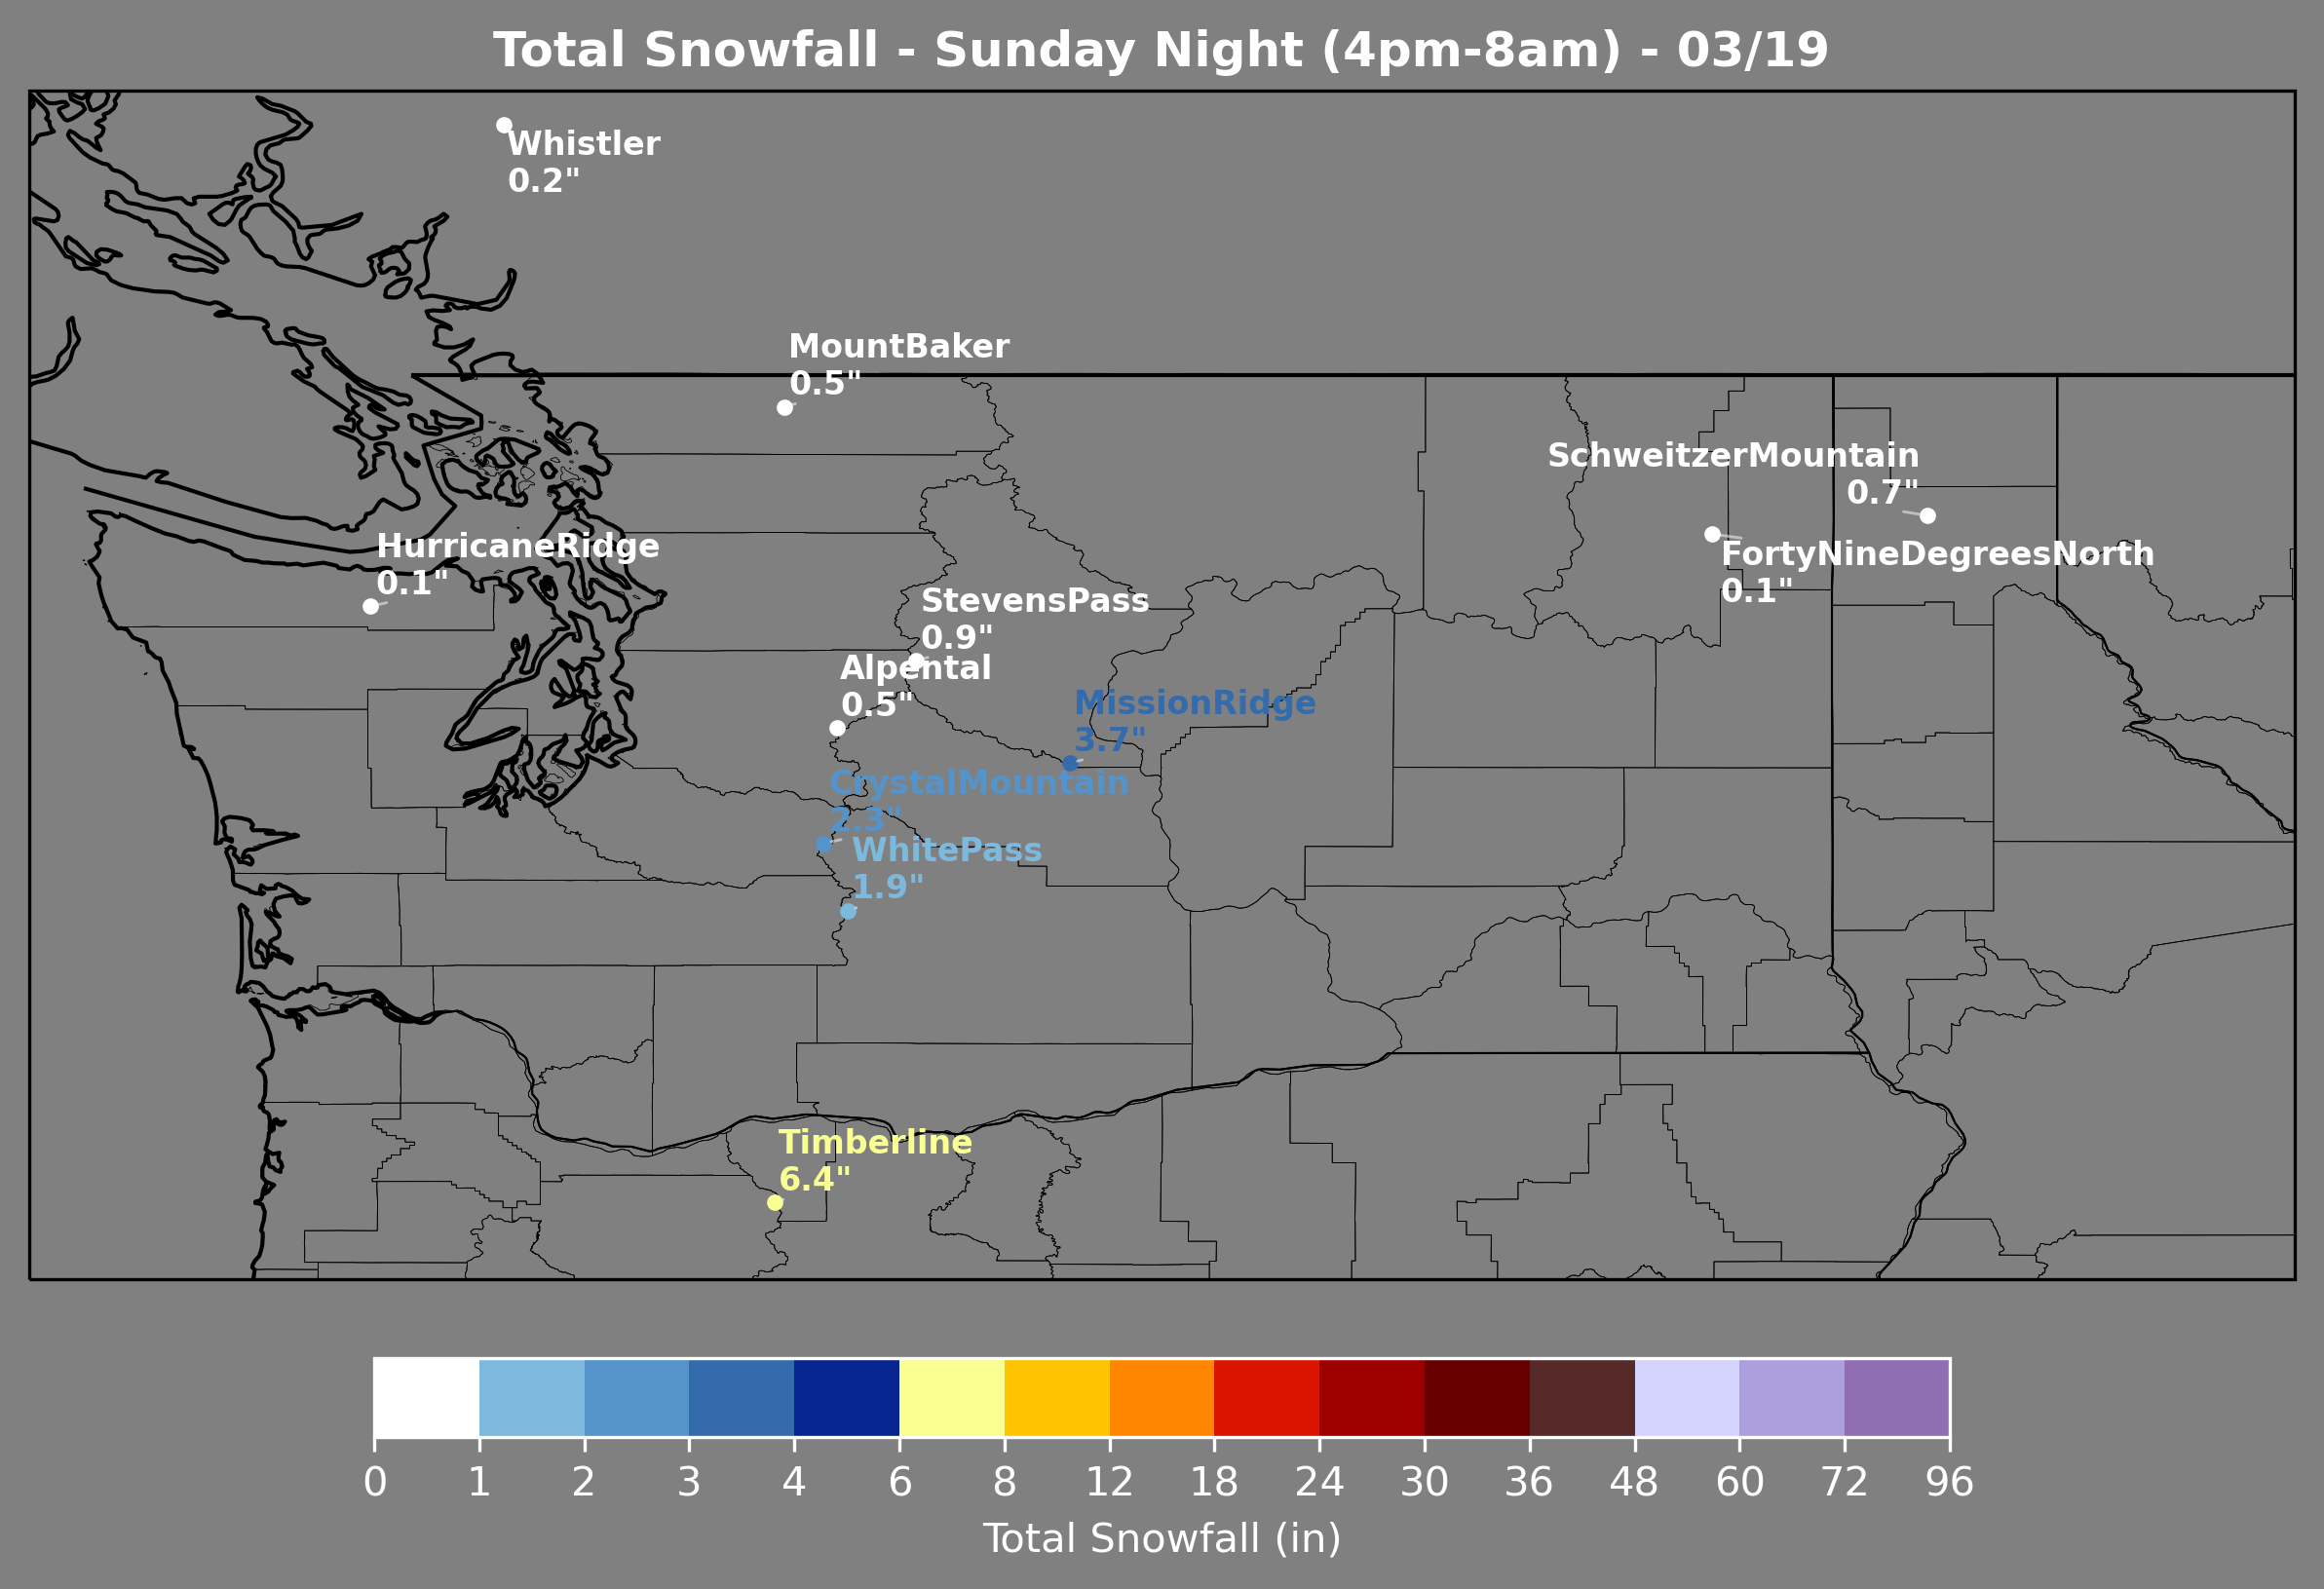 Total Snowfall - Sunday Night (4pm-8am) - 03/19
Whistler
0.2"
MountBaker
0.5"
SchweitzerMountain
0.7"
HurricaneRidge
0.1"
FortyNineDegreesNorth
0.1"
StevensPass
0.9"
Alpental
0.5"
MissionRidge
3.7"
CrystalMountain
2.3"
WhitePass
1.9"
Timberline
6.4"
0 1 2 3 4 6 8 12 18 24 30 36 48 60 72 96
Total Snowfall (in)